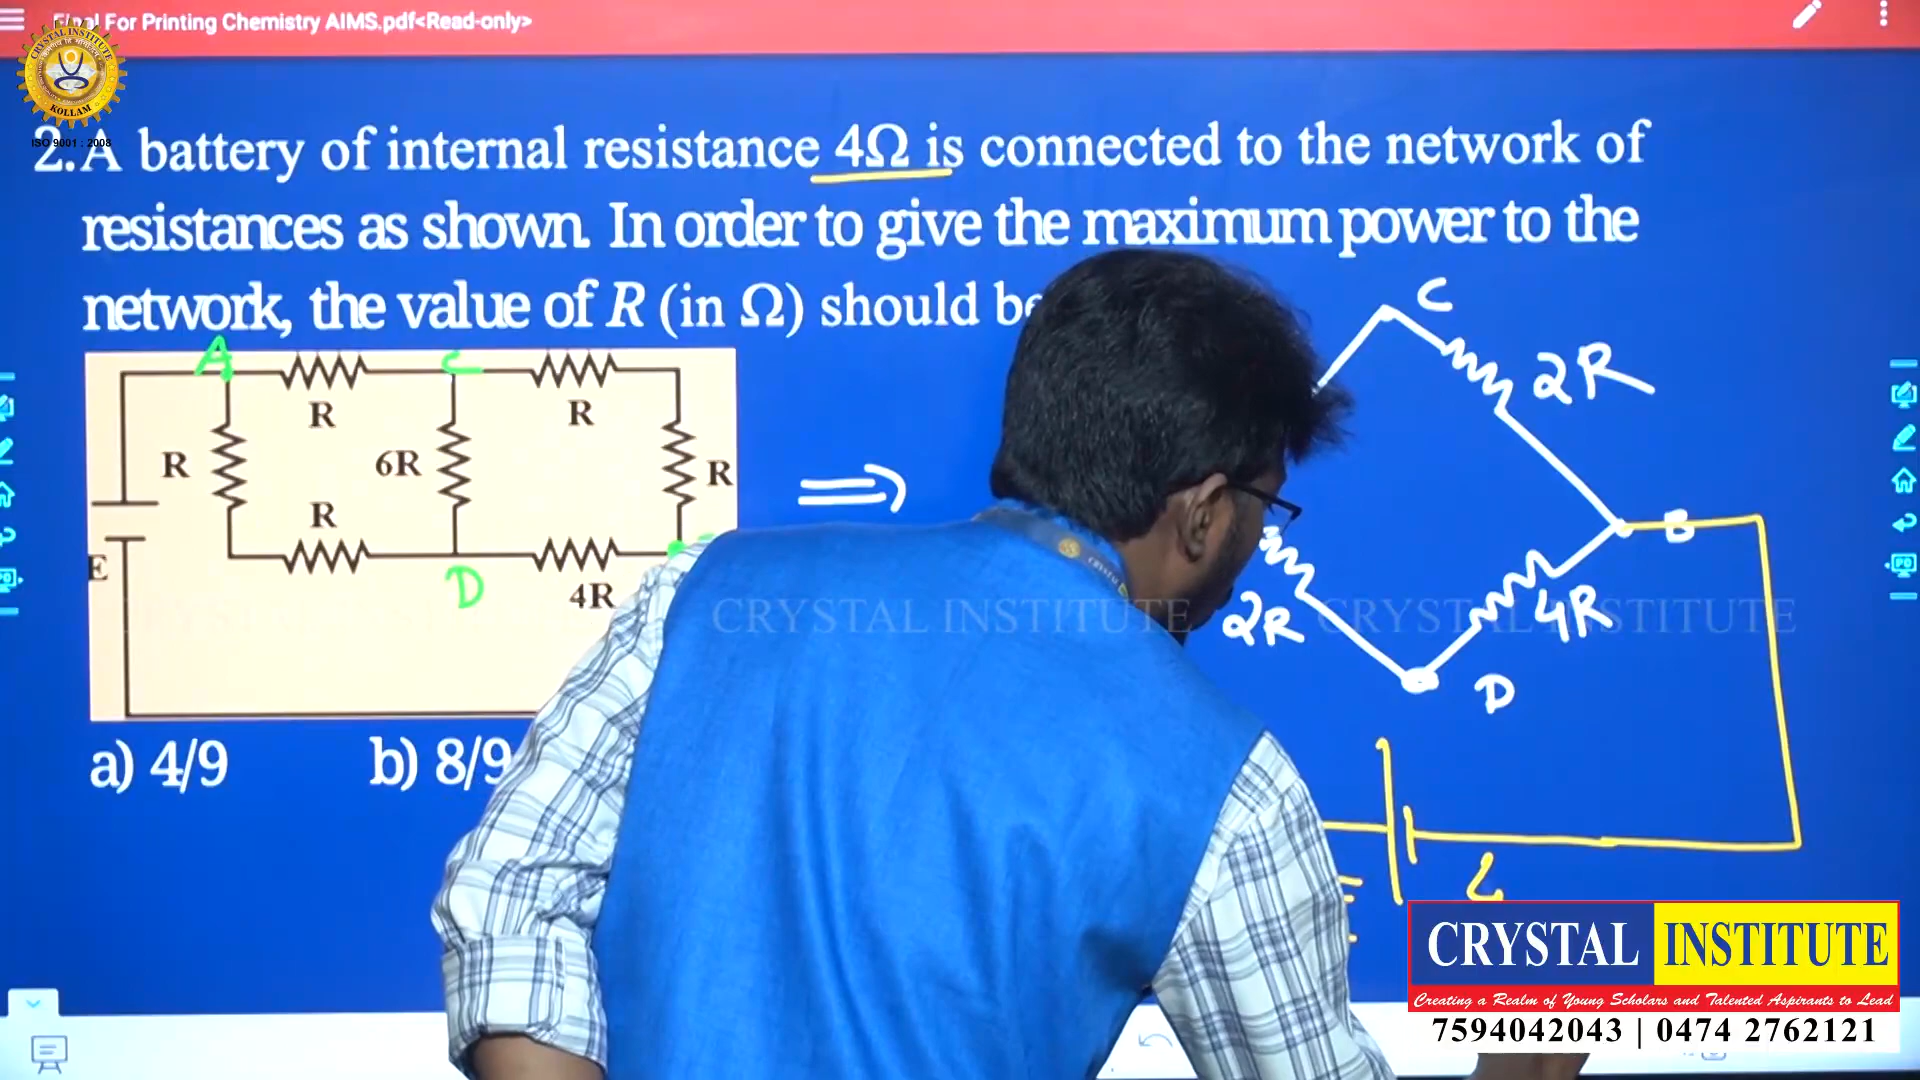 Final For Printing Chemistry AIMS.pdf<Read-only>
CRYSTAL INSTITUTE
KOLLAM
ISO 9001 : 2008
2. A battery of internal resistance 4Ω is connected to the network of
resistances as shown. In order to give the maximum power to the
network, the value of R (in Ω) should be
A
C
R
R
R
6R
R
R
D
4R
E
C
2R
B
2R
4R
D
CRYSTAL INSTITUTE
CRYSTAL INSTITUTE
a) 4/9
b) 8/9
E
CRYSTAL INSTITUTE
Creating a Realm of Young Scholars and Talented Aspirants to Lead
7594042043 | 0474 2762121